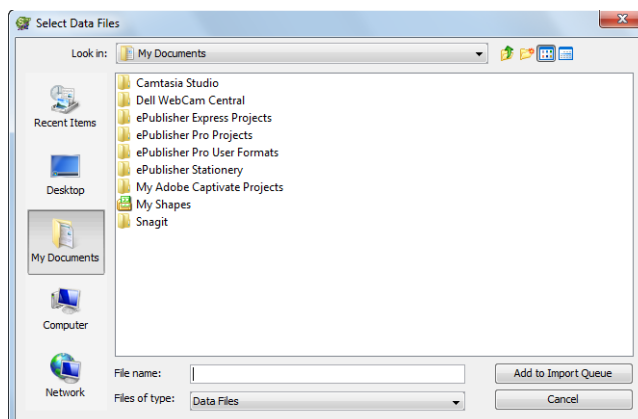 Select Data Files
Look in: My Documents
Camtasia Studio
Dell WebCam Central
ePublisher Express Projects
ePublisher Pro Projects
ePublisher Pro User Formats
ePublisher Stationery
My Adobe Captivate Projects
My Shapes
Snagit
Recent Items
Desktop
My Documents
Computer
Network
File name:
Add to Import Queue
Files of type: Data Files
Cancel